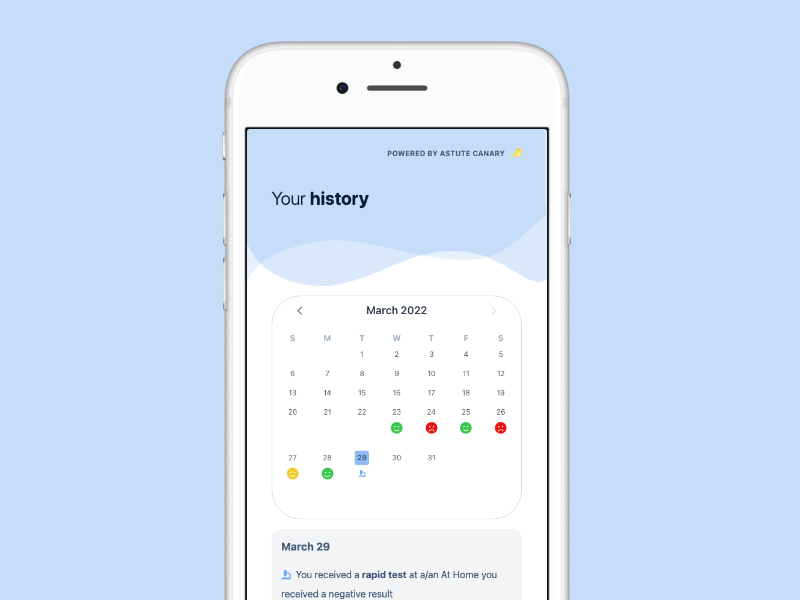 POWERED BY ASTUTE CANARY
Your history
March 2022
S M T W T F S
1 2 3 4 5
6 7 8 9 10 11 12
13 14 15 16 17 18 19
20 21 22 23 24 25 26
27 28 29 30 31
March 29
You received a rapid test at a/an At Home you
received a negative result